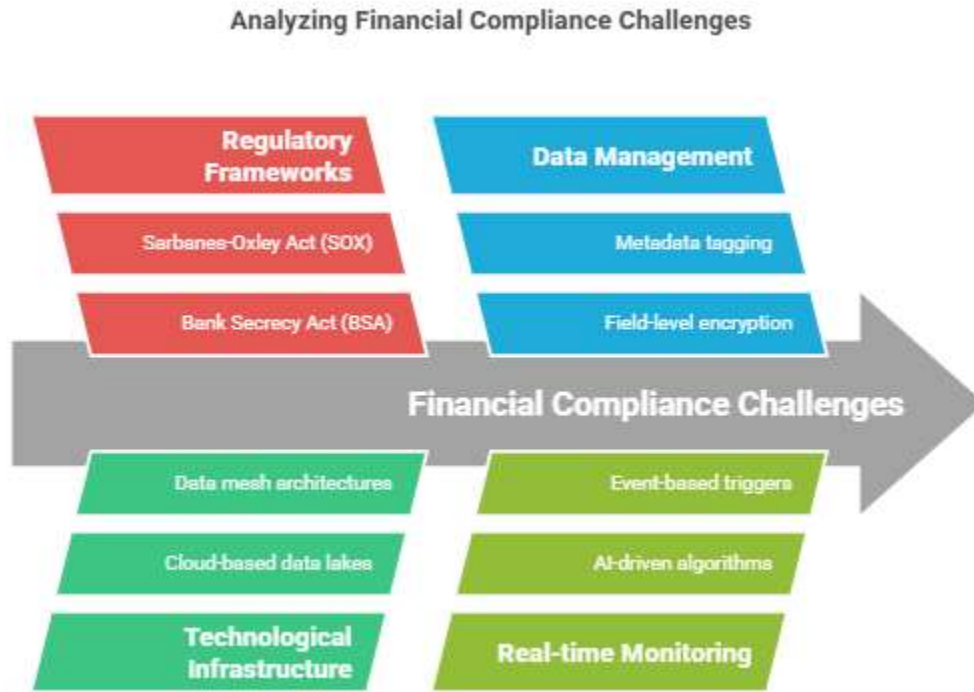 Analyzing Financial Compliance Challenges
Regulatory
Frameworks
Sarbanes-Oxley Act (SOX)
Bank Secrecy Act (BSA)
Data Management
Metadata tagging
Field-level encryption
Financial Compliance Challenges
Data mesh architectures
Cloud-based data lakes
Technological
Infrastructure
Event-based triggers
AI-driven algorithms
Real-time Monitoring